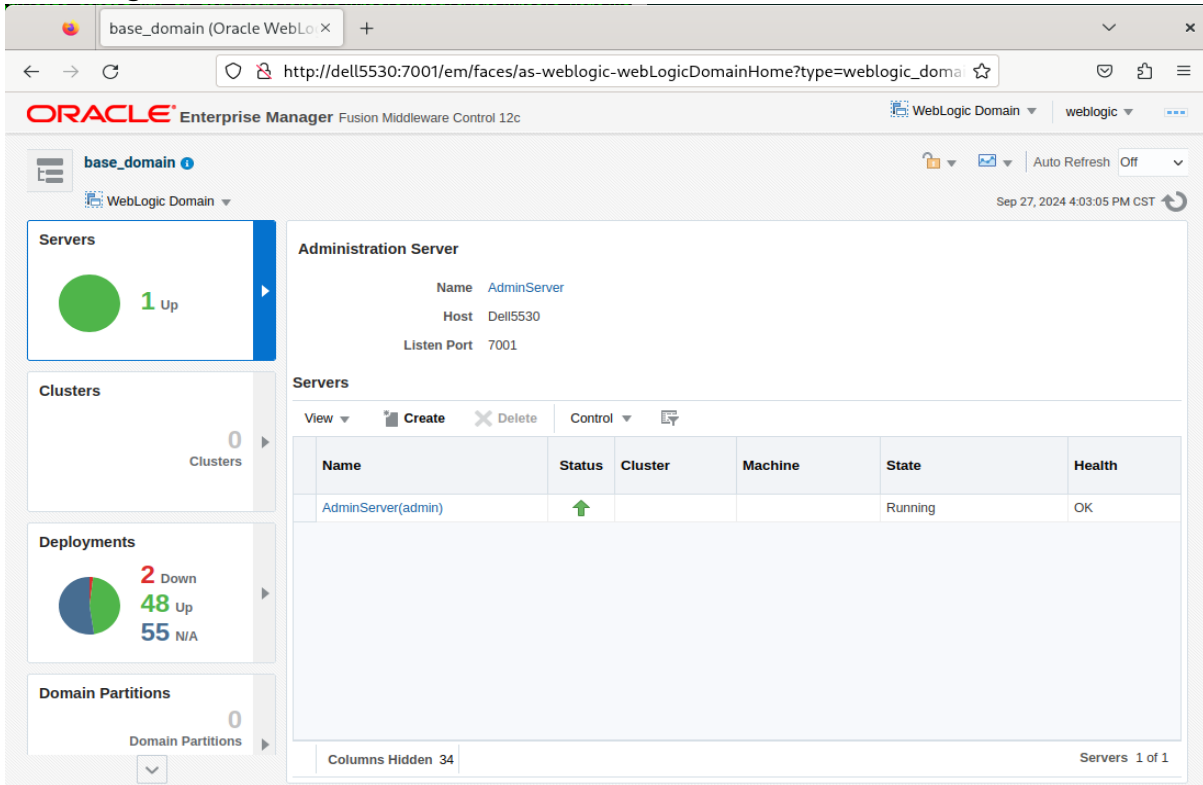 base_domain (Oracle WebLo
http://dell5530:7001/em/faces/as-weblogic-webLogicDomainHome?type=weblogic_domai
ORACLE Enterprise Manager Fusion Middleware Control 12c
WebLogic Domain
weblogic
base_domain
Auto Refresh Off
WebLogic Domain
Sep 27, 2024 4:03:05 PM CST
Servers
1 Up
Clusters
0
Clusters
Deployments
2 Down
48 Up
55 N/A
Domain Partitions
0
Domain Partitions
Administration Server
Name AdminServer
Host Dell5530
Listen Port 7001
Servers
View Create Delete Control
Name Status Cluster Machine State Health
AdminServer(admin) Running OK
Columns Hidden 34
Servers 1 of 1